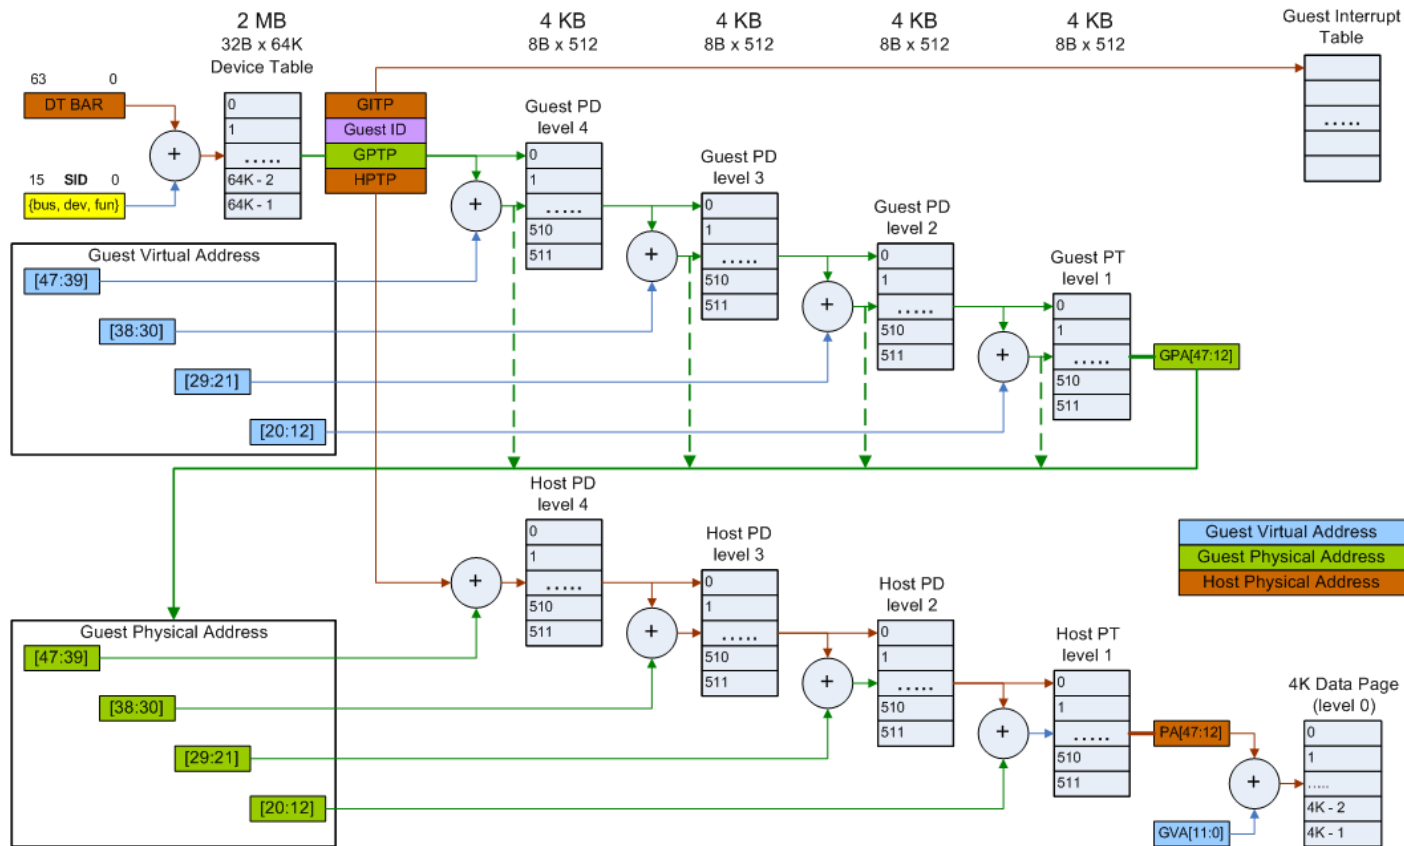 2 MB
32B x 64K
Device Table
4 KB
8B x 512
4 KB
8B x 512
4 KB
8B x 512
4 KB
8B x 512
Guest Interrupt
Table
.....
63 0
DT BAR
+
15 SID 0
{bus, dev, fun}
0
1
.....
64K - 2
64K - 1
GITP
Guest ID
GPTP
HPTP
+
Guest PD
level 4
0
1
.....
510
511
+
Guest PD
level 3
0
1
.....
510
511
+
Guest PD
level 2
0
1
.....
510
511
+
Guest PT
level 1
0
1
.....
510
511
GPA[47:12]
Guest Virtual Address
[47:39]
[38:30]
[29:21]
[20:12]
Guest Virtual Address
Guest Physical Address
Host Physical Address
Guest Physical Address
[47:39]
[38:30]
[29:21]
[20:12]
+
Host PD
level 4
0
1
.....
510
511
+
Host PD
level 3
0
1
.....
510
511
+
Host PD
level 2
0
1
.....
510
511
+
Host PT
level 1
0
1
.....
510
511
PA[47:12]
GVA[11:0]
+
4K Data Page
(level 0)
0
1
.....
4K - 2
4K - 1